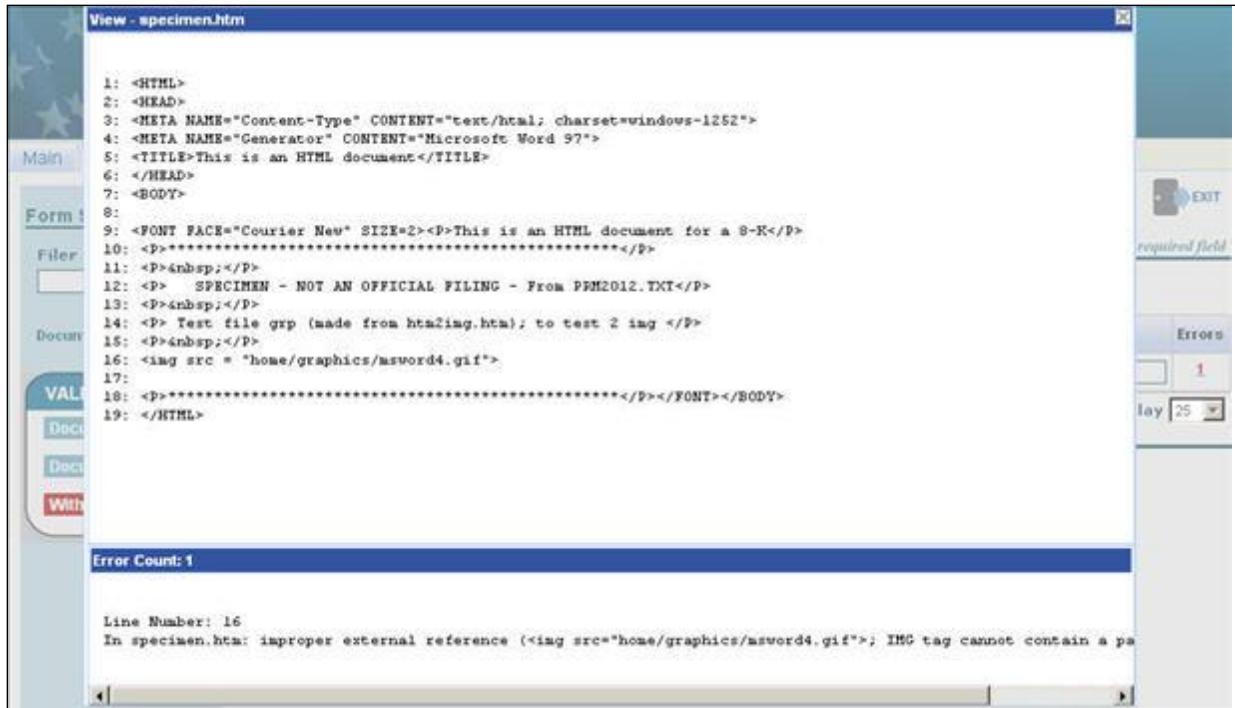 View - specimen.htm
1: <HTML>
2: <HEAD>
3: <META NAME="Content-Type" CONTENT="text/html; charset=windows-1252">
4: <META NAME="Generator" CONTENT="Microsoft Word 97">
5: <TITLE>This is an HTML document</TITLE>
6: </HEAD>
7: <BODY>
8:
9: <FONT FACE="Courier New" SIZE=2><P>This is an HTML document for a 8-K</P>
10: <P>*************************************************</P>
11: <P>&nbsp;</P>
12: <P>   SPECIMEN - NOT AN OFFICIAL FILING - From PRM2012.TXT</P>
13: <P>&nbsp;</P>
14: <P> Test file grp (made from htm2img.htm); to test 2 img </P>
15: <P>&nbsp;</P>
16: <img src = "home/graphics/msword4.gif">
17:
18: <P>*************************************************</P></FONT></BODY>
19: </HTML>
Main
Form
Filer
EXIT
required field
Errors
1
lay 25
Error Count: 1
Line Number: 16
In specimen.htm: improper external reference (<img src="home/graphics/msword4.gif">; IMG tag cannot contain a pa